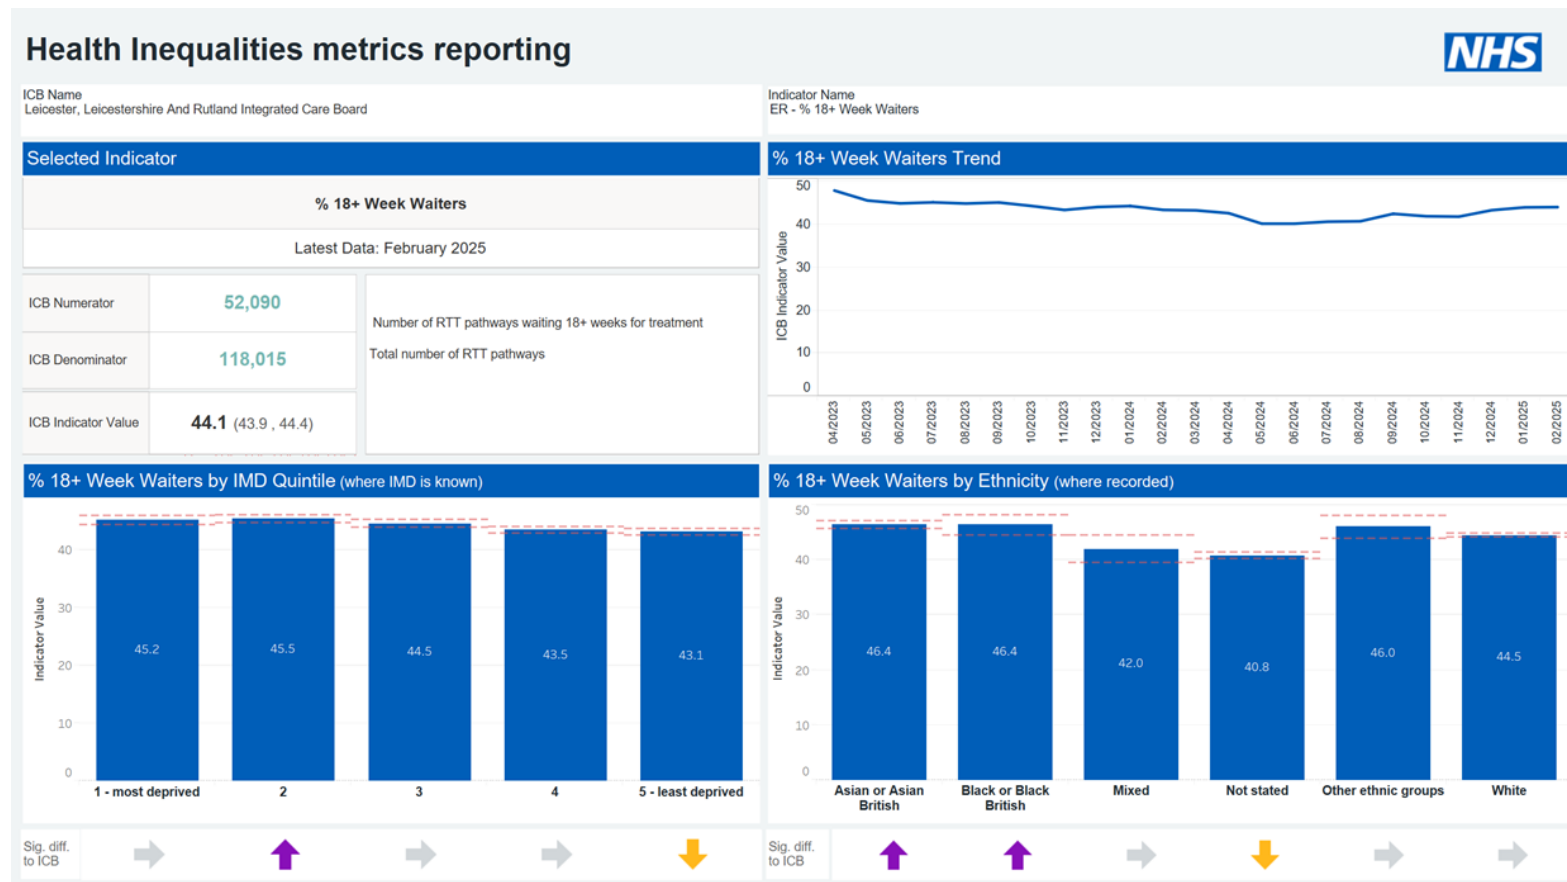 Health Inequalities metrics reporting
NHS
ICB Name
Leicester, Leicestershire And Rutland Integrated Care Board
Indicator Name
ER - % 18+ Week Waiters
Selected Indicator
% 18+ Week Waiters
Latest Data: February 2025
ICB Numerator
52,090
ICB Denominator
118,015
ICB Indicator Value
44.1 (43.9 , 44.4)
Number of RTT pathways waiting 18+ weeks for treatment
Total number of RTT pathways
% 18+ Week Waiters Trend
ICB Indicator Value
50
40
30
20
10
0
04/2023
05/2023
06/2023
07/2023
08/2023
09/2023
10/2023
11/2023
12/2023
01/2024
02/2024
03/2024
04/2024
05/2024
06/2024
07/2024
08/2024
09/2024
10/2024
11/2024
12/2024
01/2025
02/2025
% 18+ Week Waiters by IMD Quintile (where IMD is known)
Indicator Value
40
30
20
10
0
45.2
45.5
44.5
43.5
43.1
1 - most deprived
2
3
4
5 - least deprived
Sig. diff.
to ICB
% 18+ Week Waiters by Ethnicity (where recorded)
Indicator Value
50
40
30
20
10
0
46.4
46.4
42.0
40.8
46.0
44.5
Asian or Asian
British
Black or Black
British
Mixed
Not stated
Other ethnic groups
White
Sig. diff.
to ICB